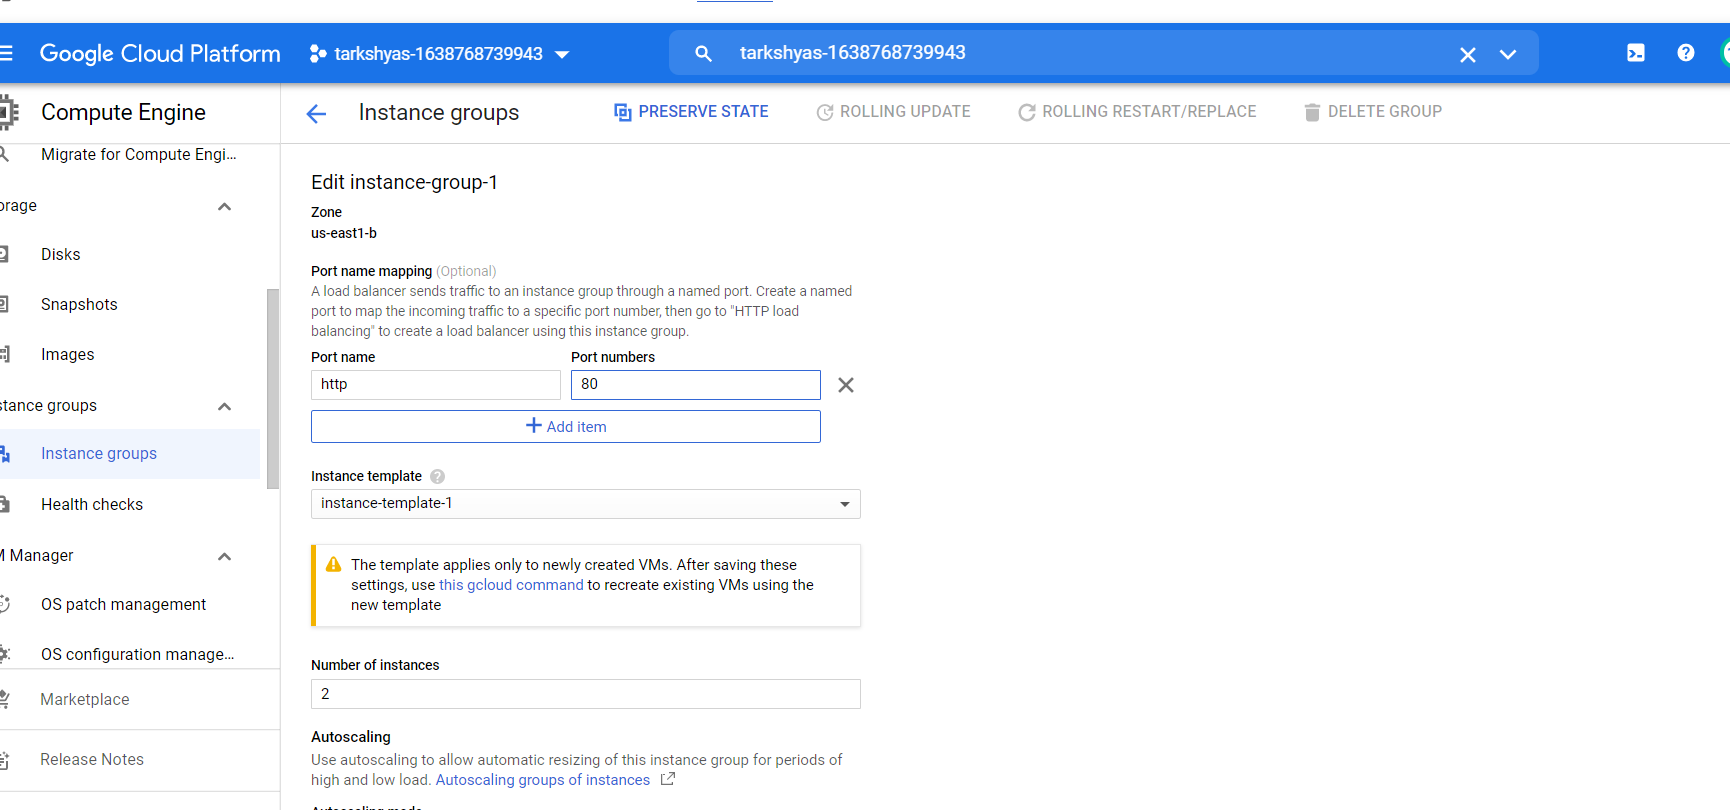 Google Cloud Platform
tarkshyas-1638768739943
tarkshyas-1638768739943
Compute Engine
Instance groups
PRESERVE STATE
ROLLING UPDATE
ROLLING RESTART/REPLACE
DELETE GROUP
Migrate for Compute Engi...
orage
Disks
Snapshots
Images
stance groups
Instance groups
Health checks
M Manager
OS patch management
OS configuration manage...
Marketplace
Release Notes
Edit instance-group-1
Zone
us-east1-b
Port name mapping (Optional)
A load balancer sends traffic to an instance group through a named port. Create a named
port to map the incoming traffic to a specific port number, then go to "HTTP load
balancing" to create a load balancer using this instance group.
Port name
Port numbers
http
80
Add item
Instance template
instance-template-1
The template applies only to newly created VMs. After saving these
settings, use this gcloud command to recreate existing VMs using the
new template
Number of instances
2
Autoscaling
Use autoscaling to allow automatic resizing of this instance group for periods of
high and low load. Autoscaling groups of instances